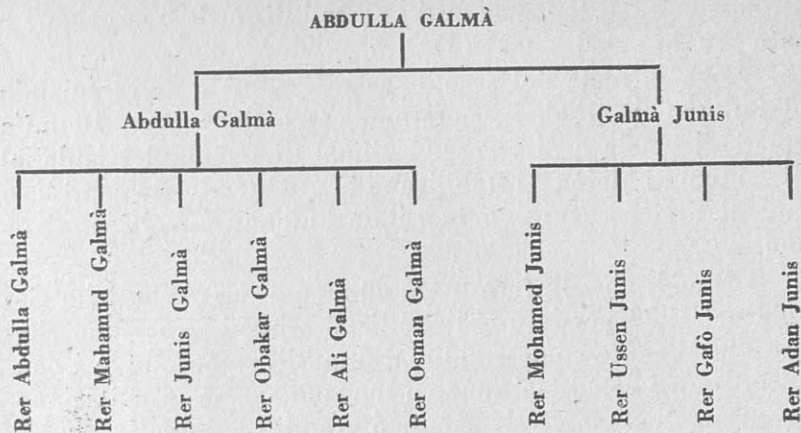 ABDULLA GALMÀ
Abdulla Galmà
Galmà Junis
Rer Abdulla Galmà
Rer Mahamud Galmà
Rer Junis Galmà
Rer Obakar Galmà
Rer Ali Galmà
Rer Osman Galmà
Rer Mohamed Junis
Rer Ussen Junis
Rer Gafò Junis
Rer Adan Junis